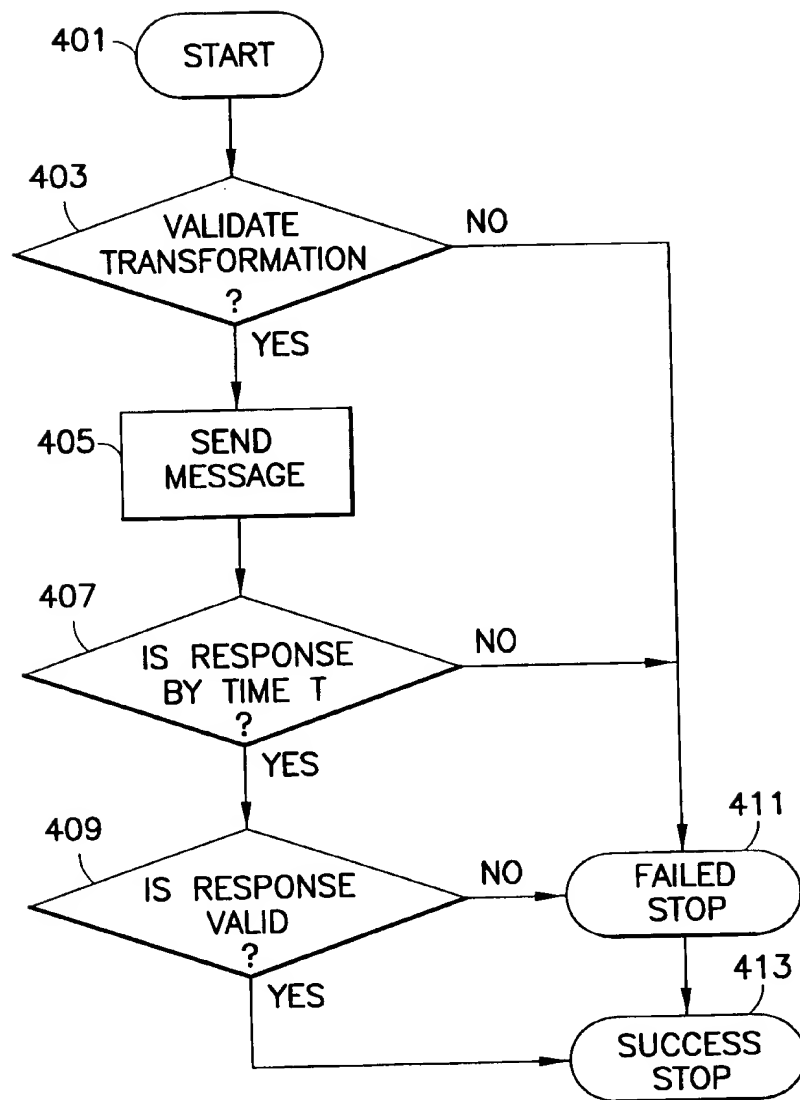 401
START
403
VALIDATE
TRANSFORMATION
?
NO
YES
405
SEND
MESSAGE
407
IS RESPONSE
BY TIME T
?
NO
YES
409
IS RESPONSE
VALID
?
NO
YES
411
FAILED
STOP
413
SUCCESS
STOP